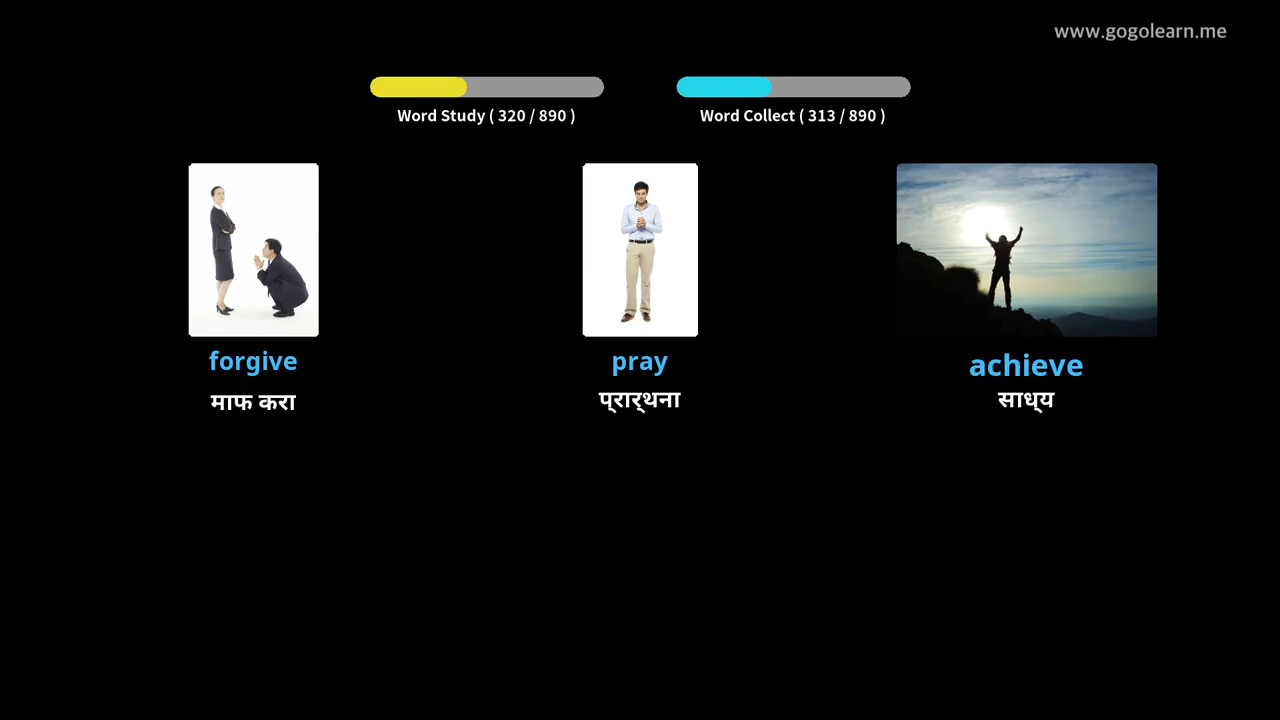 www.gogolearn.me
Word Study ( 320 / 890 )
Word Collect ( 313 / 890 )
forgive
माफ करा
pray
प्रार्थना
achieve
साध्य